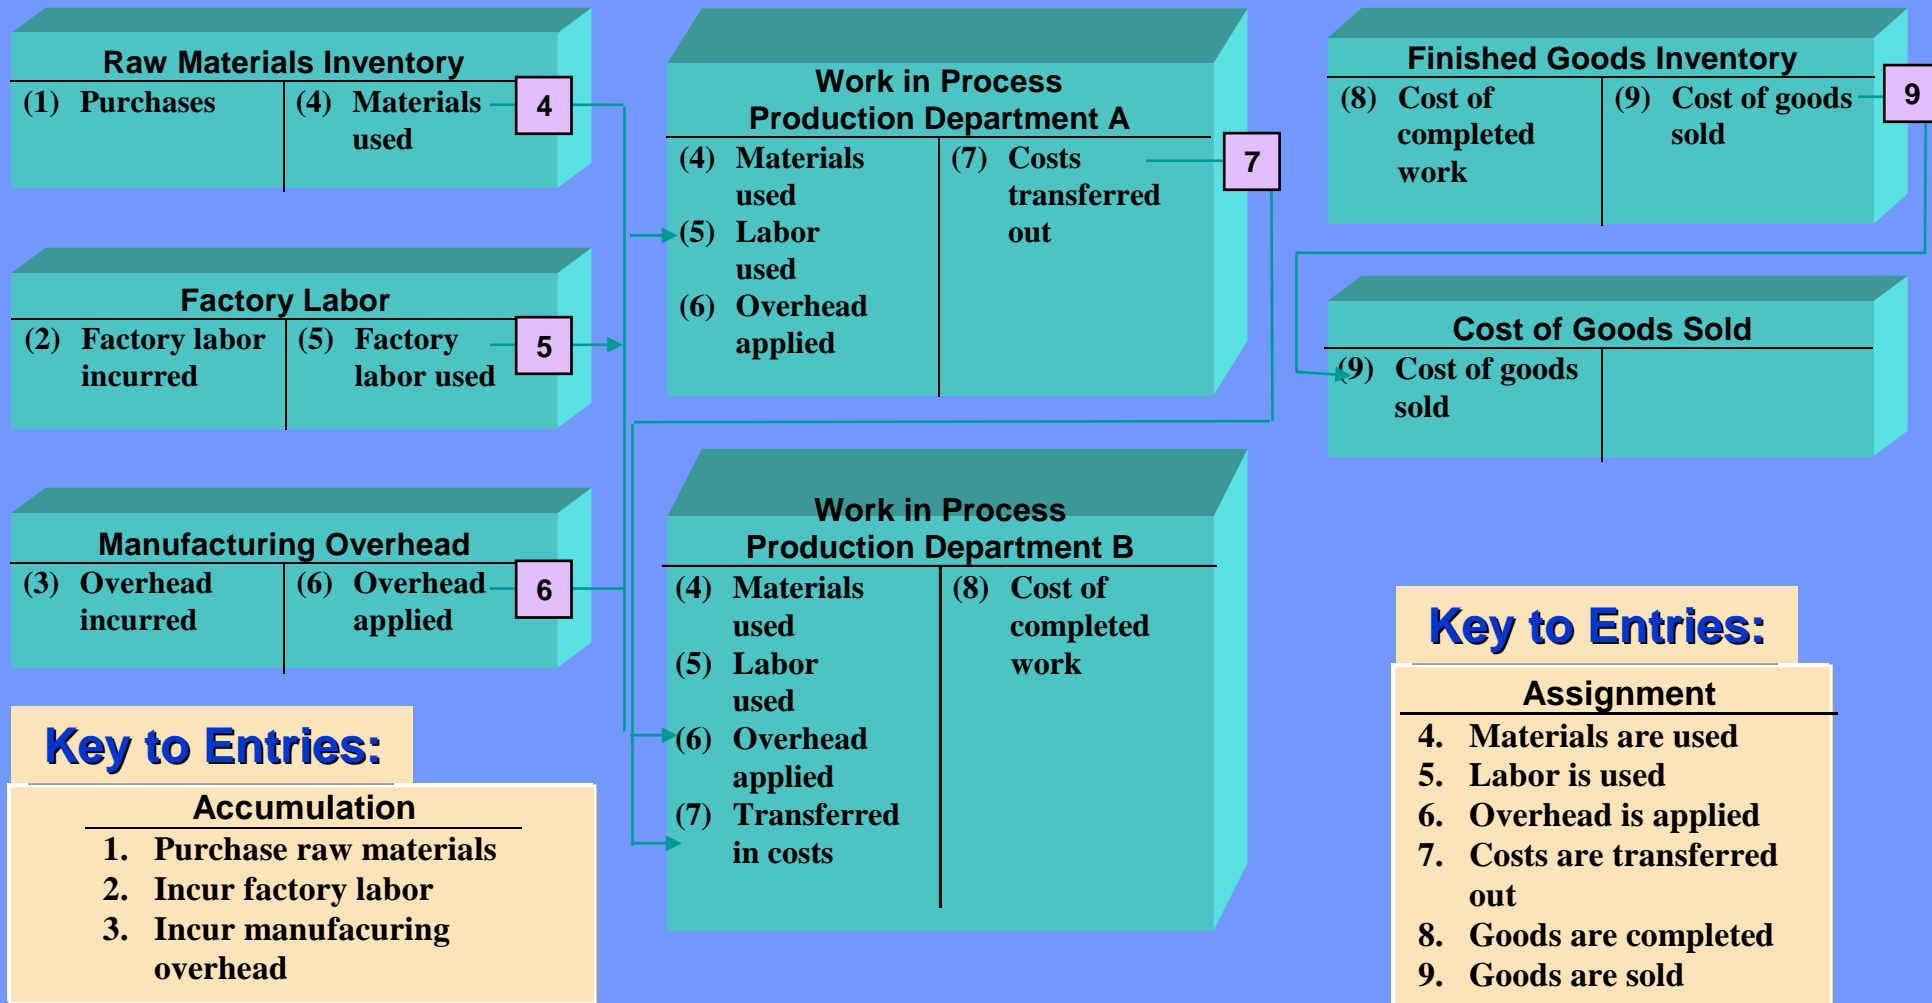 Raw Materials Inventory
(1) Purchases
(4) Materials
used
4
Factory Labor
(2) Factory labor
incurred
(5) Factory
labor used
5
Manufacturing Overhead
(3) Overhead
incurred
(6) Overhead
applied
6
Key to Entries:
Accumulation
1. Purchase raw materials
2. Incur factory labor
3. Incur manufacuring
overhead
Work in Process
Production Department A
(4) Materials
used
(5) Labor
used
(6) Overhead
applied
(7) Costs
transferred
out
7
Work in Process
Production Department B
(4) Materials
used
(5) Labor
used
(6) Overhead
applied
(7) Transferred
in costs
(8) Cost of
completed
work
Finished Goods Inventory
(8) Cost of
completed
work
(9) Cost of goods
sold
9
Cost of Goods Sold
(9) Cost of goods
sold
Key to Entries:
Assignment
4. Materials are used
5. Labor is used
6. Overhead is applied
7. Costs are transferred
out
8. Goods are completed
9. Goods are sold